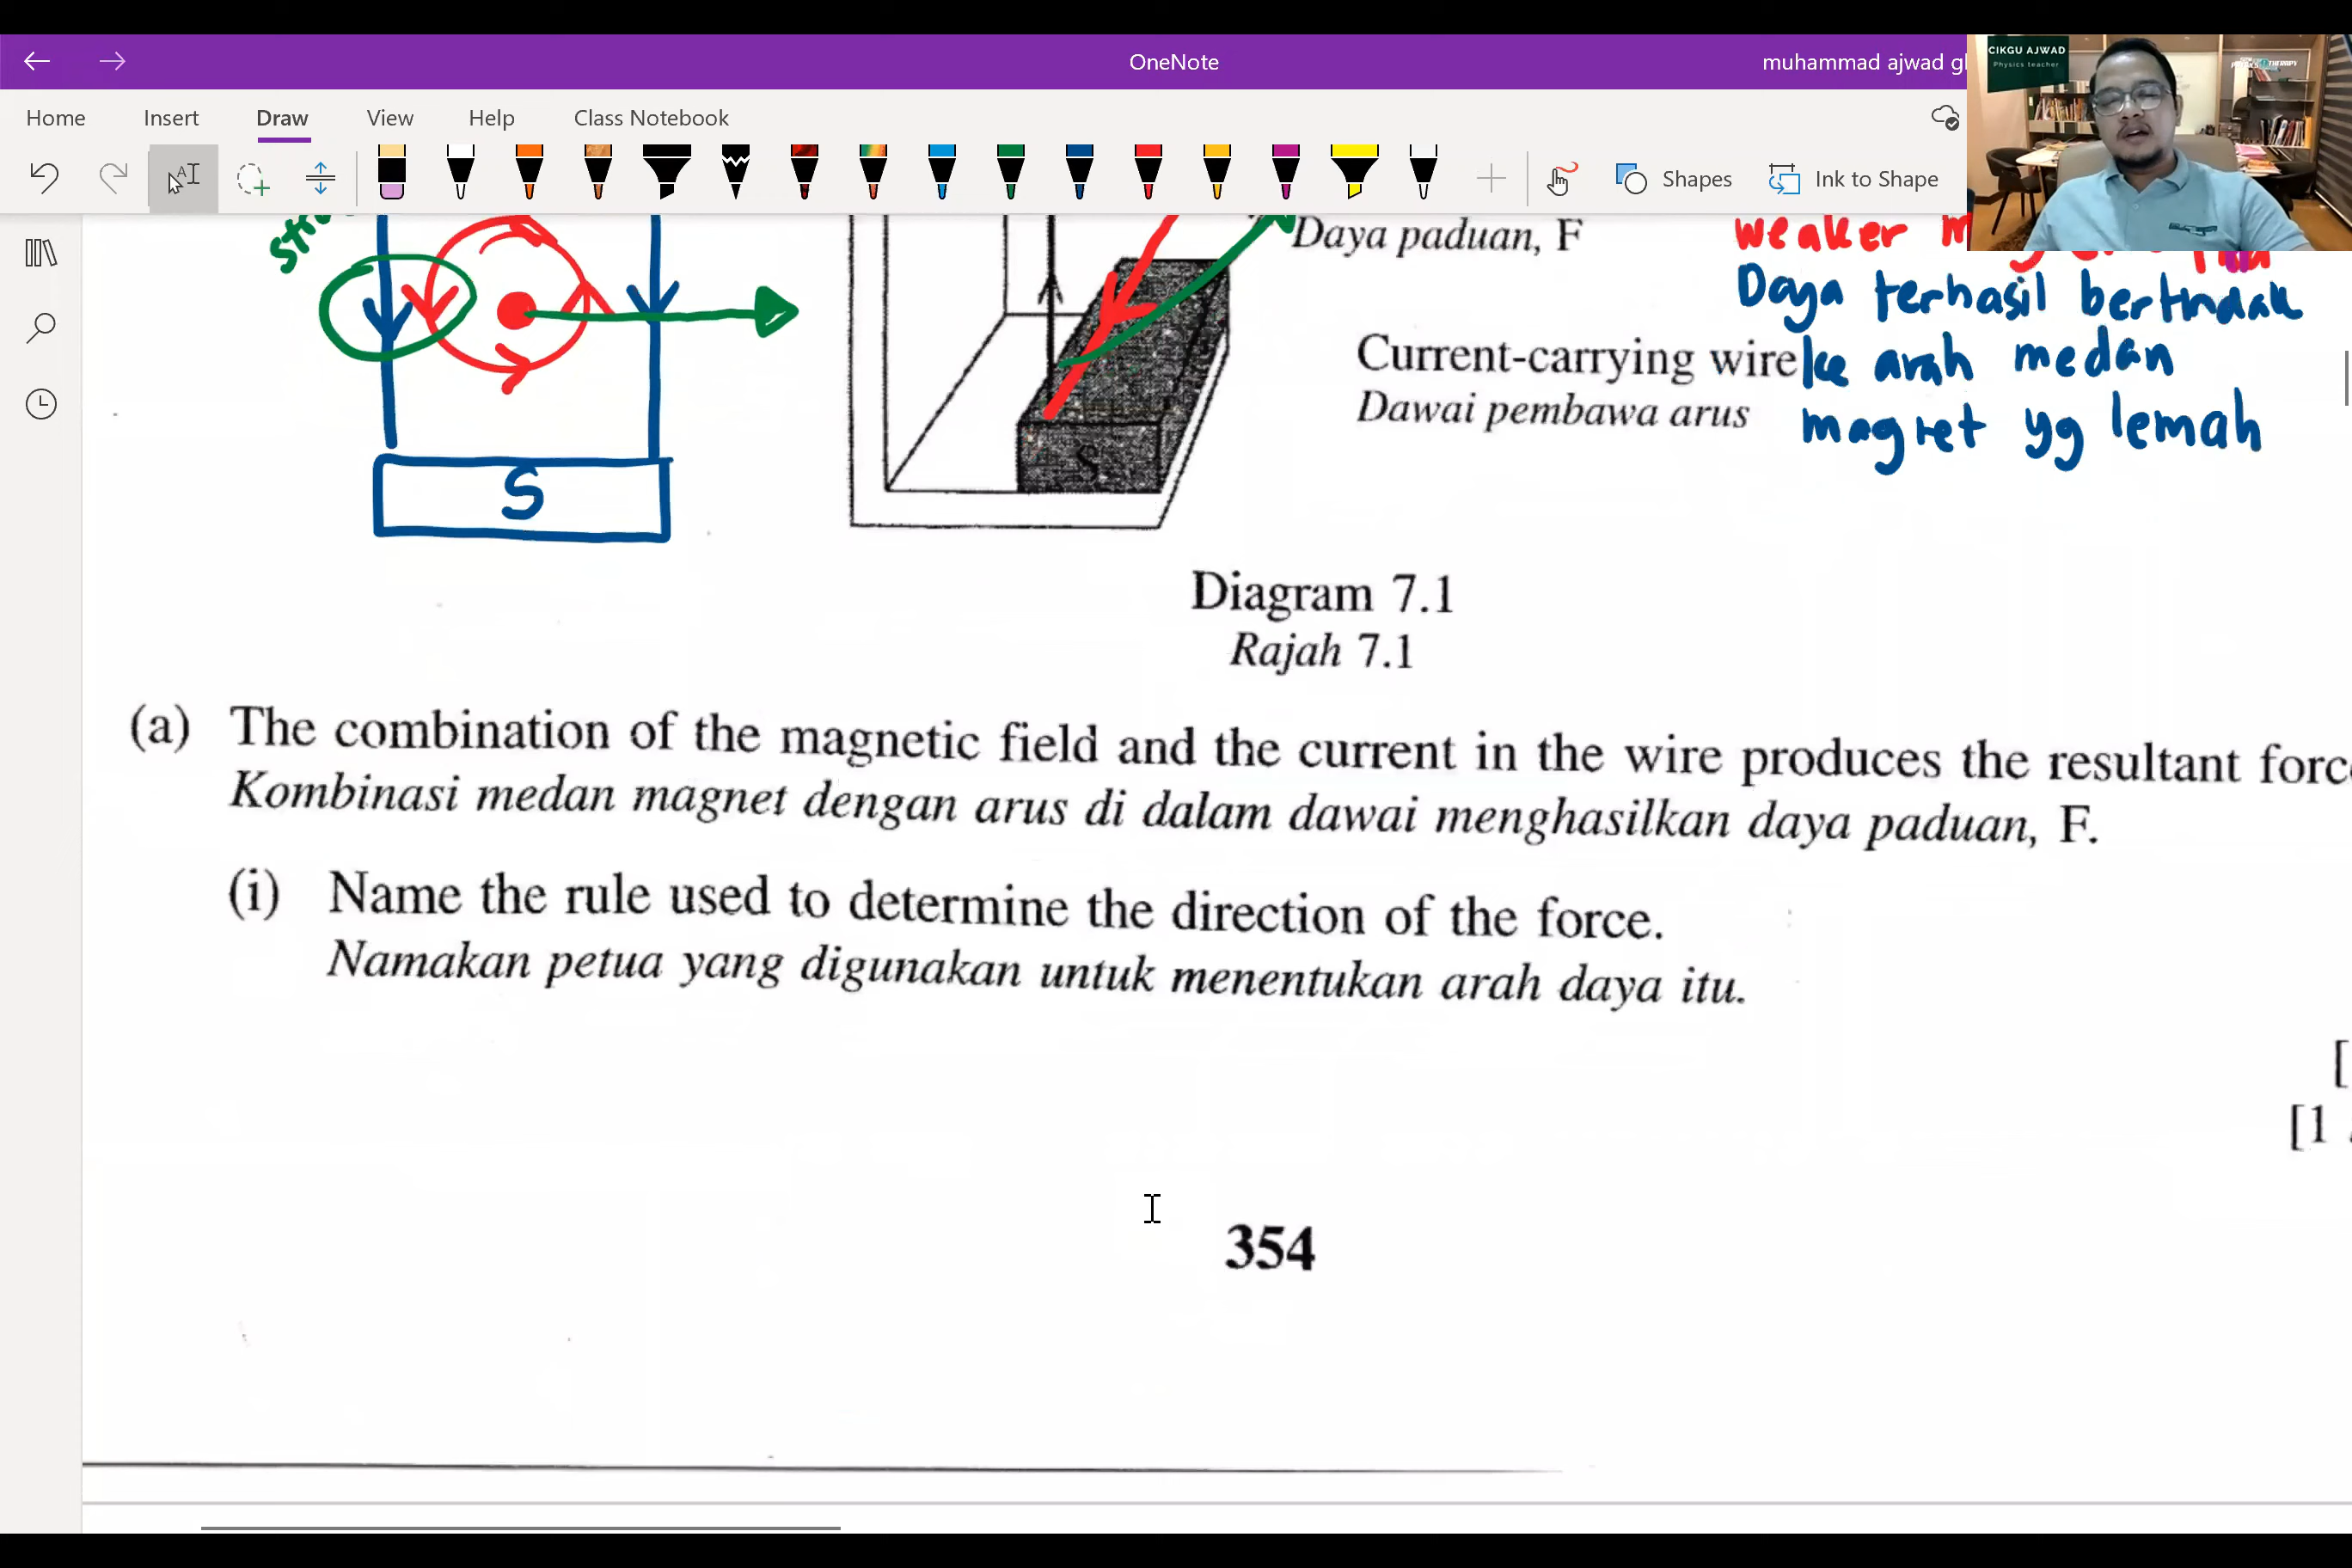 OneNote
muhammad ajwad
CIKGU AJWAD
Physics teacher
Home Insert Draw View Help Class Notebook
Shapes Ink to Shape
Daya paduan, F
weaker
Daya terhasil bertindak
Current-carrying wire ke arah medan
Dawai pembawa arus
magnet yg lemah
S
S
Diagram 7.1
Rajah 7.1
(a) The combination of the magnetic field and the current in the wire produces the resultant
Kombinasi medan magnet dengan arus di dalam dawai menghasilkan daya paduan, F.
(i) Name the rule used to determine the direction of the force.
Namakan petua yang digunakan untuk menentukan arah daya itu.
[
[1
354